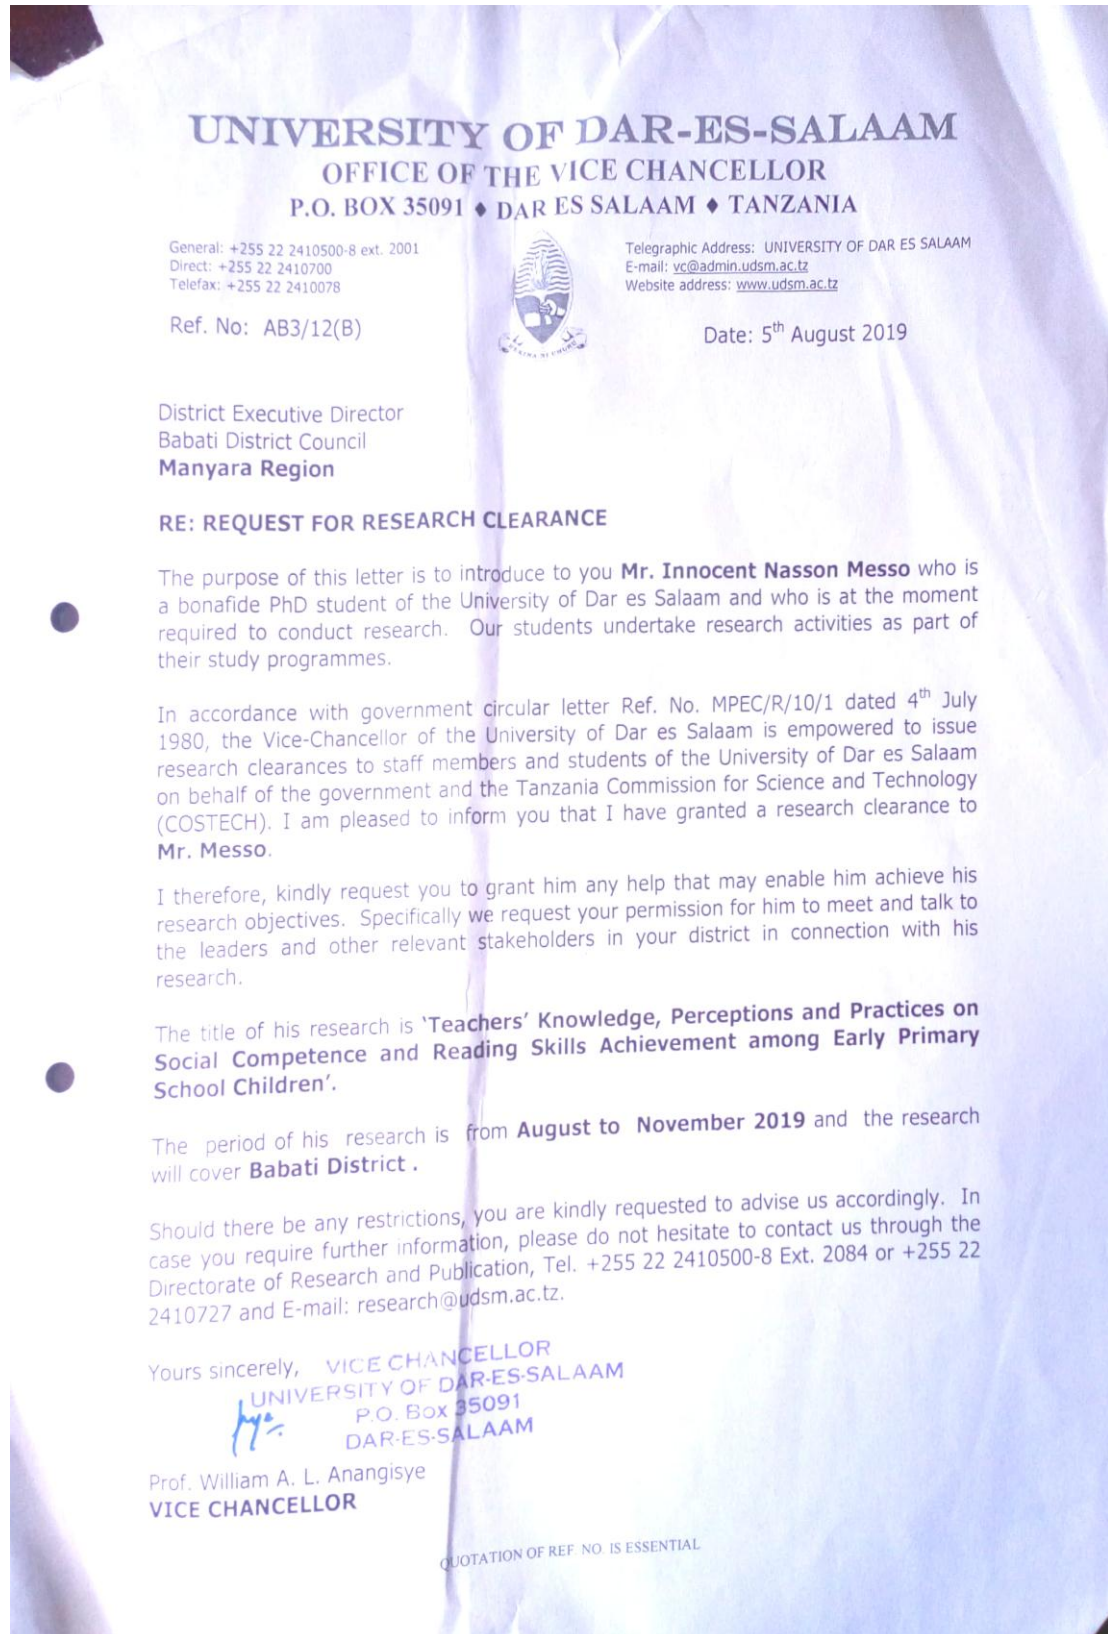 UNIVERSITY OF DAR-ES-SALAAM
OFFICE OF THE VICE CHANCELLOR
P.O. BOX 35091 ♦ DAR ES SALAAM ♦ TANZANIA
General: +255 22 2410500-8 ext. 2001
Direct: +255 22 2410700
Telefax: +255 22 2410078
Telegraphic Address: UNIVERSITY OF DAR ES SALAAM
E-mail: vc@admin.udsm.ac.tz
Website address: www.udsm.ac.tz
Ref. No: AB3/12(B)
Date: 5th August 2019
District Executive Director
Babati District Council
Manyara Region
RE: REQUEST FOR RESEARCH CLEARANCE
The purpose of this letter is to introduce to you Mr. Innocent Nasson Messo who is
a bonafide PhD student of the University of Dar es Salaam and who is at the moment
required to conduct research. Our students undertake research activities as part of
their study programmes.
In accordance with government circular letter Ref. No. MPEC/R/10/1 dated 4th July
1980, the Vice-Chancellor of the University of Dar es Salaam is empowered to issue
research clearances to staff members and students of the University of Dar es Salaam
on behalf of the government and the Tanzania Commission for Science and Technology
(COSTECH). I am pleased to inform you that I have granted a research clearance to
Mr. Messo.
I therefore, kindly request you to grant him any help that may enable him achieve his
research objectives. Specifically we request your permission for him to meet and talk to
the leaders and other relevant stakeholders in your district in connection with his
research.
The title of his research is ‘Teachers’ Knowledge, Perceptions and Practices on
Social Competence and Reading Skills Achievement among Early Primary
School Children’.
The period of his research is from August to November 2019 and the research
will cover Babati District .
Should there be any restrictions, you are kindly requested to advise us accordingly. In
case you require further information, please do not hesitate to contact us through the
Directorate of Research and Publication, Tel. +255 22 2410500-8 Ext. 2084 or +255 22
2410727 and E-mail: research@udsm.ac.tz.
Yours sincerely,
VICE CHANCELLOR
UNIVERSITY OF DAR-ES-SALAAM
P.O. Box 35091
DAR-ES-SALAAM
Prof. William A. L. Anangisye
VICE CHANCELLOR
QUOTATION OF REF. NO. IS ESSENTIAL